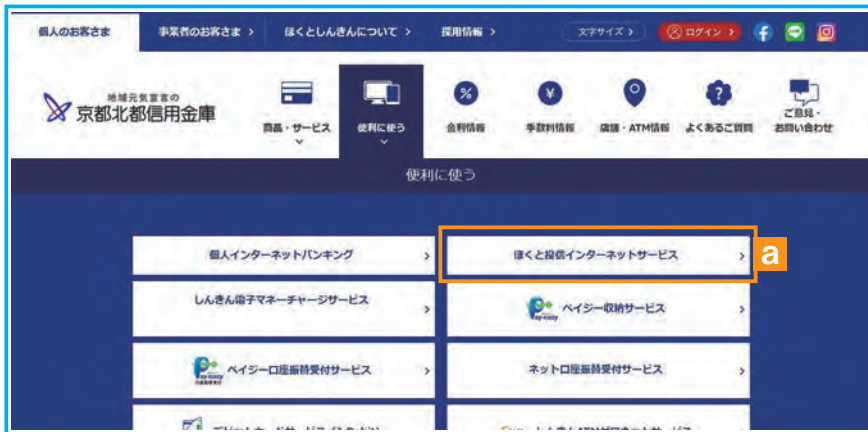 個人のお客さま 事業者のお客さま > ほくとしんきんについて > 採用情報 > 文字サイズ > ログイン >
地域元気宣言の
京都北都信用金庫
商品・サービス 便利に使う 金利情報 手数料情報 店舗・ATM情報 よくあるご質問 ご意見・
お問い合わせ
便利に使う
個人インターネットバンキング > ほくと投信インターネットサービス > a
しんきん電子マネーチャージサービス > Pay-easy ペイジー収納サービス >
Pay-easy ペイジー口座振替受付サービス > ネット口座振替受付サービス >